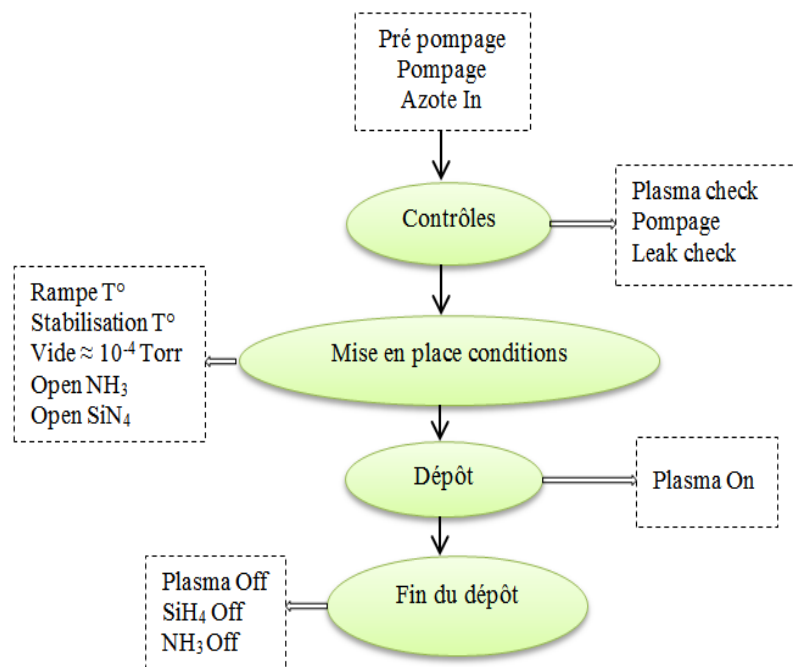 Pré pompage
Pompage
Azote In
Contrôles
Plasma check
Pompage
Leak check
Mise en place conditions
Rampe T°
Stabilisation T°
Vide ≈ 10⁻⁴ Torr
Open NH₃
Open SiN₄
Dépôt
Plasma On
Fin du dépôt
Plasma Off
SiH₄ Off
NH₃ Off